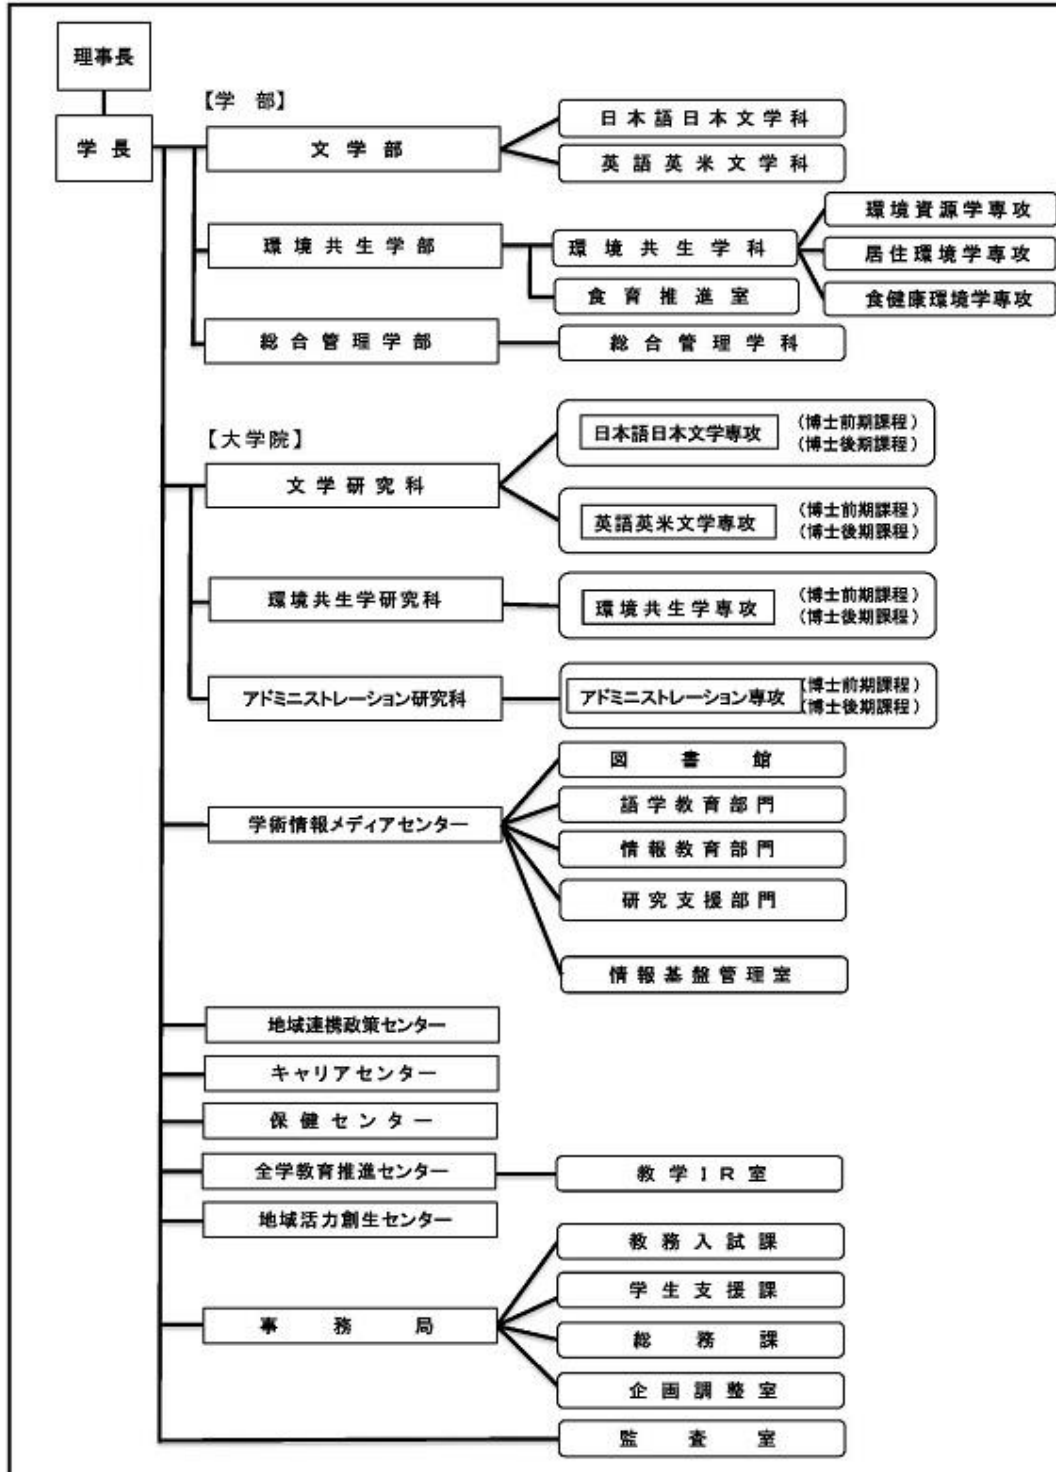 理事長
学長
【学 部】
文学部
日本語日本文学科
英語英米文学科
環境共生学部
環境共生学科
環境資源学専攻
居住環境学専攻
食健康環境学専攻
食育推進室
総合管理学部
総合管理学科
【大学院】
文学研究科
日本語日本文学専攻
(博士前期課程)
(博士後期課程)
英語英米文学専攻
(博士前期課程)
(博士後期課程)
環境共生学研究科
環境共生学専攻
(博士前期課程)
(博士後期課程)
アドミニストレーション研究科
アドミニストレーション専攻
(博士前期課程)
(博士後期課程)
学術情報メディアセンター
図書館
語学教育部門
情報教育部門
研究支援部門
情報基盤管理室
地域連携政策センター
キャリアセンター
保健センター
全学教育推進センター
教学IR室
地域活力創生センター
事務局
教務入試課
学生支援課
総務課
企画調整室
監査室